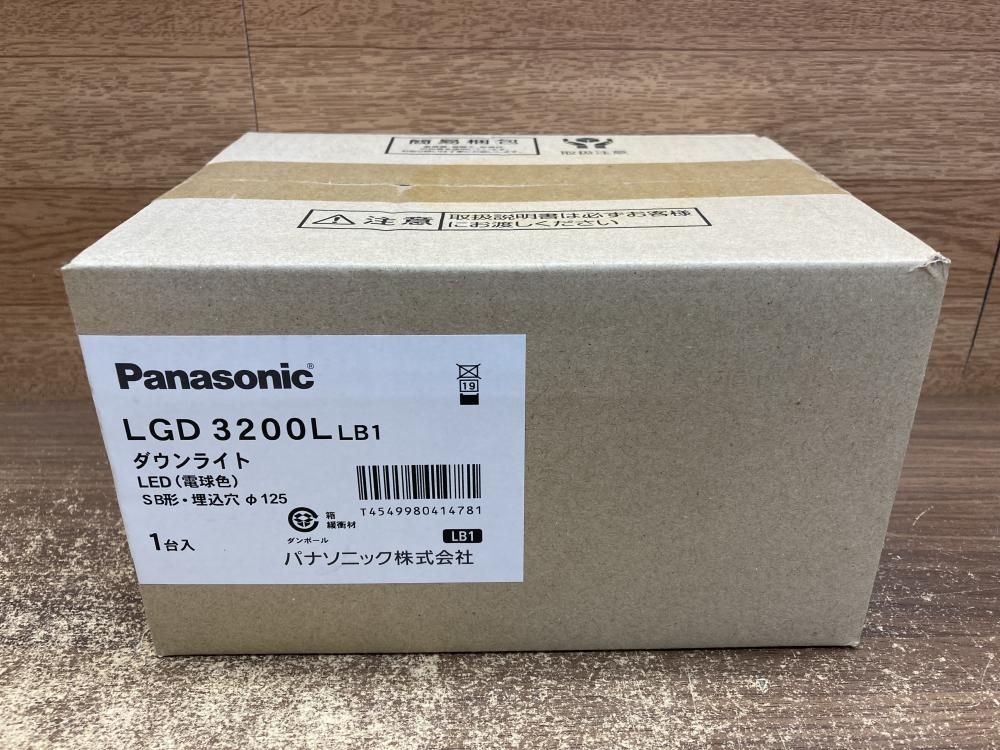 簡易梱包
取扱注意
注意 取扱説明書は必ずお客様
にお渡しください
Panasonic®
LGD 3200L LB1
ダウンライト
LED(電球色)
SB形・埋込穴 φ125
1台入
19
T4549980414781
箱
緩衝材
ダンボール
LB1
パナソニック株式会社